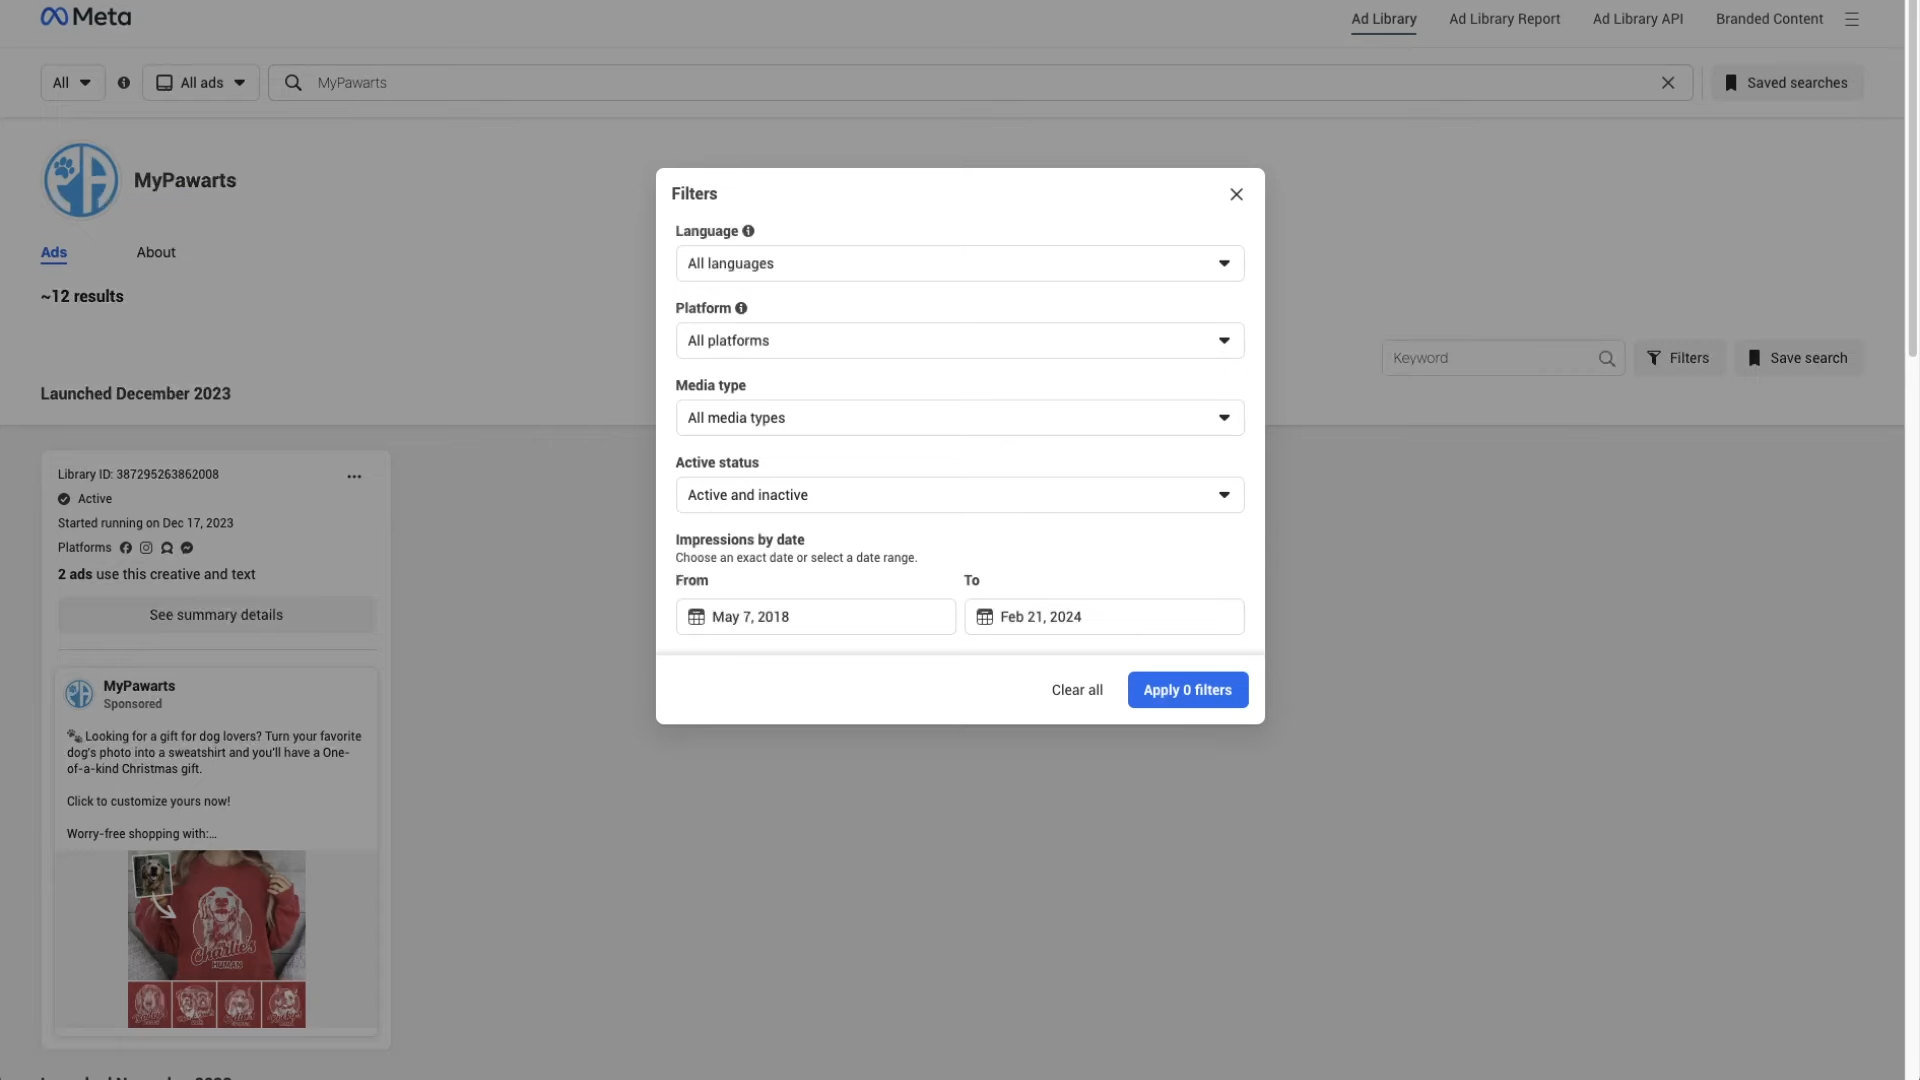 Meta
Ad Library
Ad Library Report
Ad Library API
Branded Content
All
All ads
MyPawarts
Saved searches
MyPawarts
Ads
About
~12 results
Keyword
Filters
Save search
Launched December 2023
Library ID: 387295263862008
Active
Started running on Dec 17, 2023
Platforms
2 ads use this creative and text
See summary details
MyPawarts
Sponsored
Looking for a gift for dog lovers? Turn your favorite
dog's photo into a sweatshirt and you'll have a One-
of-a-kind Christmas gift.
Click to customize yours now!
Worry-free shopping with:...
Charlie's
HUMAN
Filters
Language
All languages
Platform
All platforms
Media type
All media types
Active status
Active and inactive
Impressions by date
Choose an exact date or select a date range.
From
To
May 7, 2018
Feb 21, 2024
Clear all
Apply 0 filters